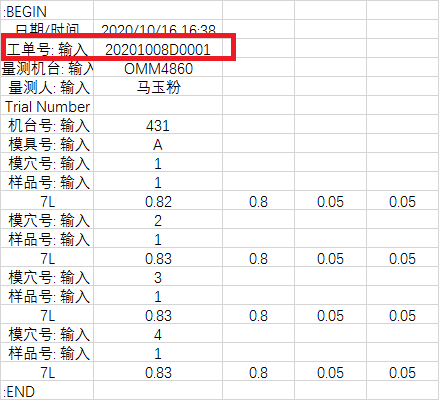 :BEGIN
日期/时间 2020/10/16 16:38
工单号: 输入 20201008D0001
量测机台: 输入 OMM4860
量测人: 输入 马玉粉
Trial Number
机台号: 输入 431
模具号: 输入 A
模穴号: 输入 1
样品号: 输入 1
7L 0.82 0.8 0.05 0.05
模穴号: 输入 2
样品号: 输入 1
7L 0.83 0.8 0.05 0.05
模穴号: 输入 3
样品号: 输入 1
7L 0.83 0.8 0.05 0.05
模穴号: 输入 4
样品号: 输入 1
7L 0.83 0.8 0.05 0.05
:END